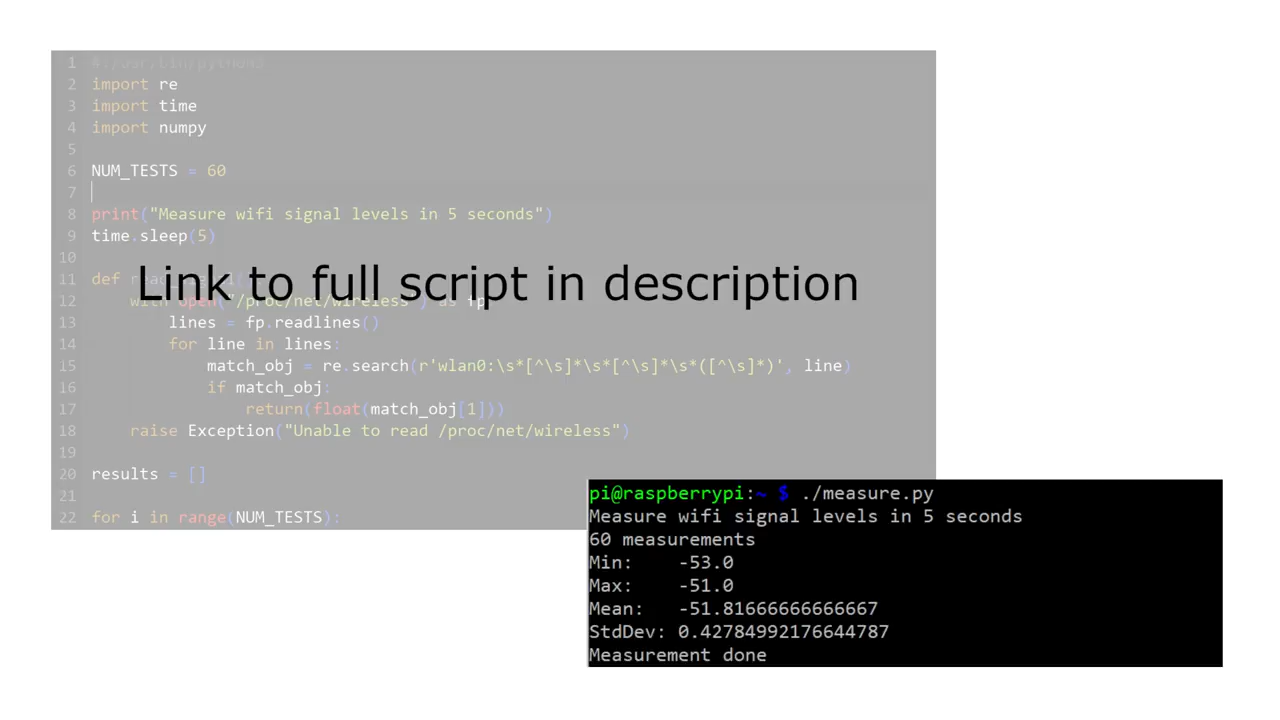 1
2 import re
3 import time
4 import numpy
5
6 NUM_TESTS = 60
7
8 print("Measure wifi signal levels in 5 seconds")
9 time.sleep(5)
10
Link to full script in description
11 def
12 with open("/proc/net/wireless") as fp
13 lines = fp.readlines()
14 for line in lines:
15 match_obj = re.search(r'wlan0:\s*[^\s]*\s*[^\s]*\s*([^\s]*)', line)
16 if match_obj:
17 return(float(match_obj[1]))
18 raise Exception("Unable to read /proc/net/wireless")
19
20 results = []
21
22 for i in range(NUM_TESTS):
pi@raspberrypi:~ $ ./measure.py
Measure wifi signal levels in 5 seconds
60 measurements
Min: -53.0
Max: -51.0
Mean: -51.81666666666667
StdDev: 0.42784992176644787
Measurement done